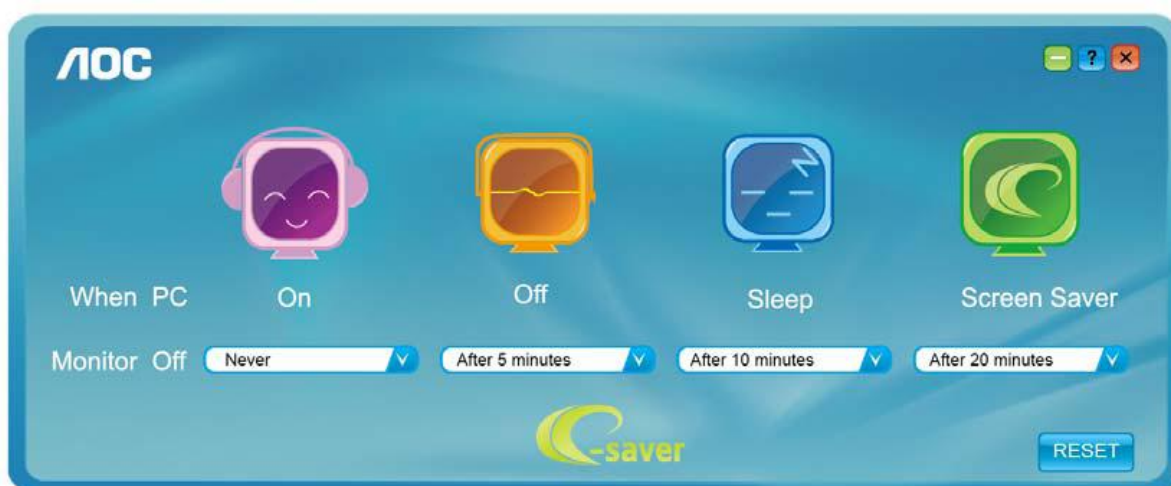 AOC
?
When PC On Off Sleep Screen Saver
Monitor Off Never After 5 minutes After 10 minutes After 20 minutes
e-saver
RESET